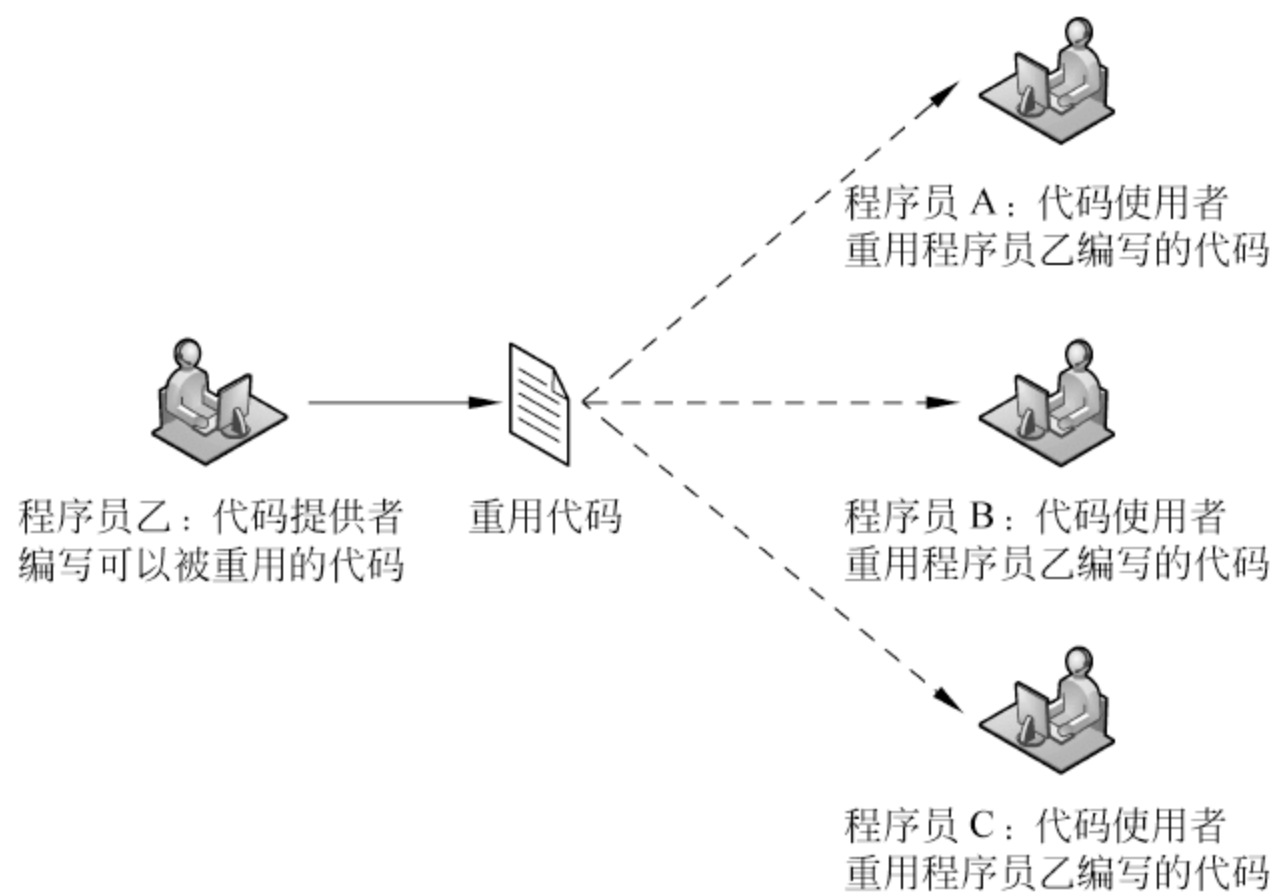 程序员 A：代码使用者
重用程序员乙编写的代码
程序员乙：代码提供者
编写可以被重用的代码
重用代码
程序员 B：代码使用者
重用程序员乙编写的代码
程序员 C：代码使用者
重用程序员乙编写的代码